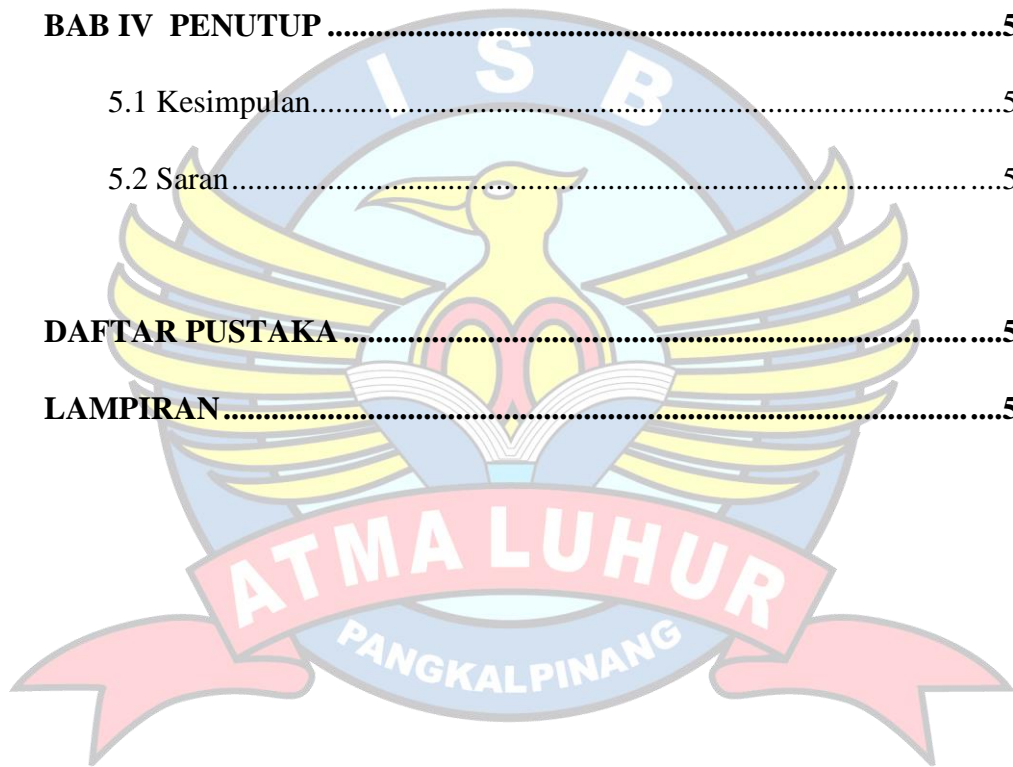 BAB IV  PENUTUP ...................................................................................5
5.1 Kesimpulan.....................................................................................5
5.2 Saran...............................................................................................5
DAFTAR PUSTAKA ................................................................................5
LAMPIRAN...............................................................................................5
ISB
ATMA LUHUR
PANGKALPINANG